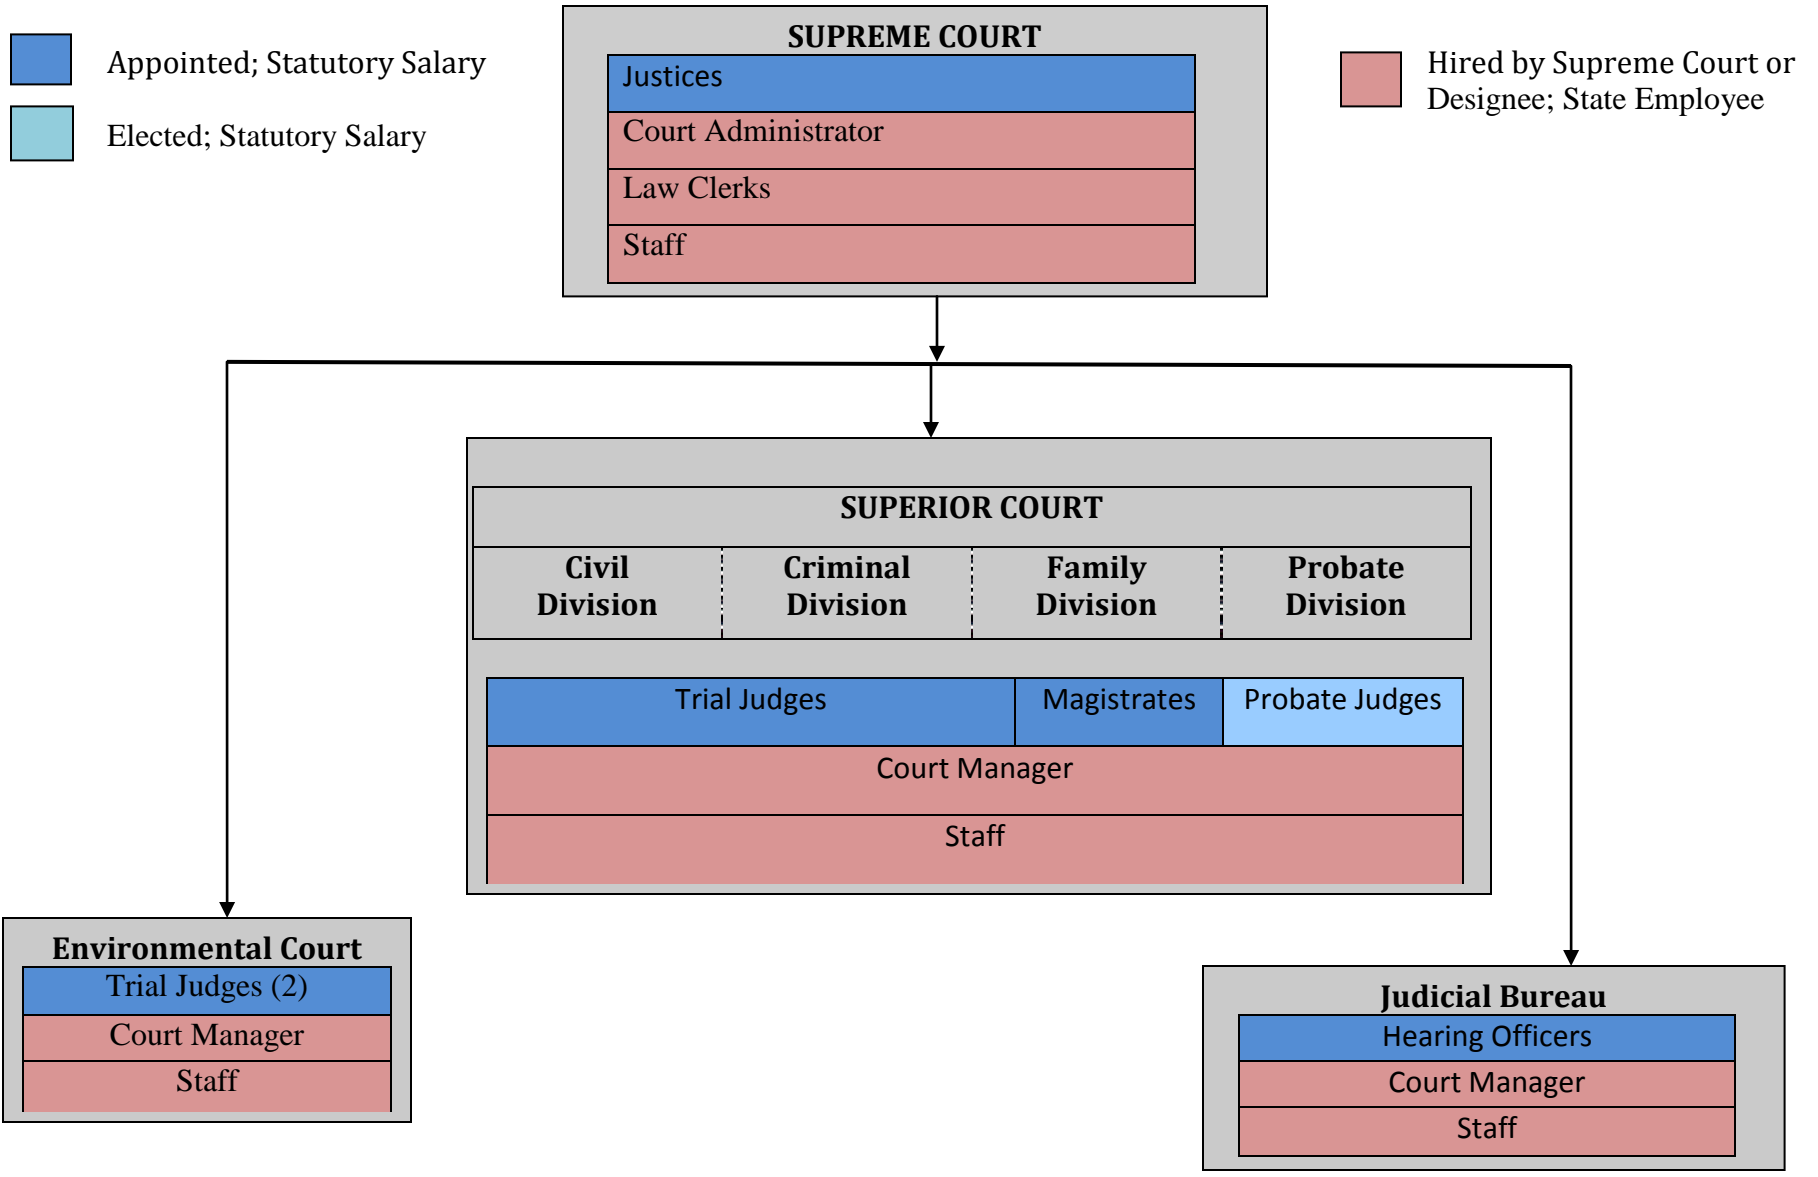 Appointed; Statutory Salary
Elected; Statutory Salary
SUPREME COURT
Justices
Court Administrator
Law Clerks
Staff
Hired by Supreme Court or
Designee; State Employee
SUPERIOR COURT
Civil
Division
Criminal
Division
Family
Division
Probate
Division
Trial Judges
Magistrates
Probate Judges
Court Manager
Staff
Environmental Court
Trial Judges (2)
Court Manager
Staff
Judicial Bureau
Hearing Officers
Court Manager
Staff